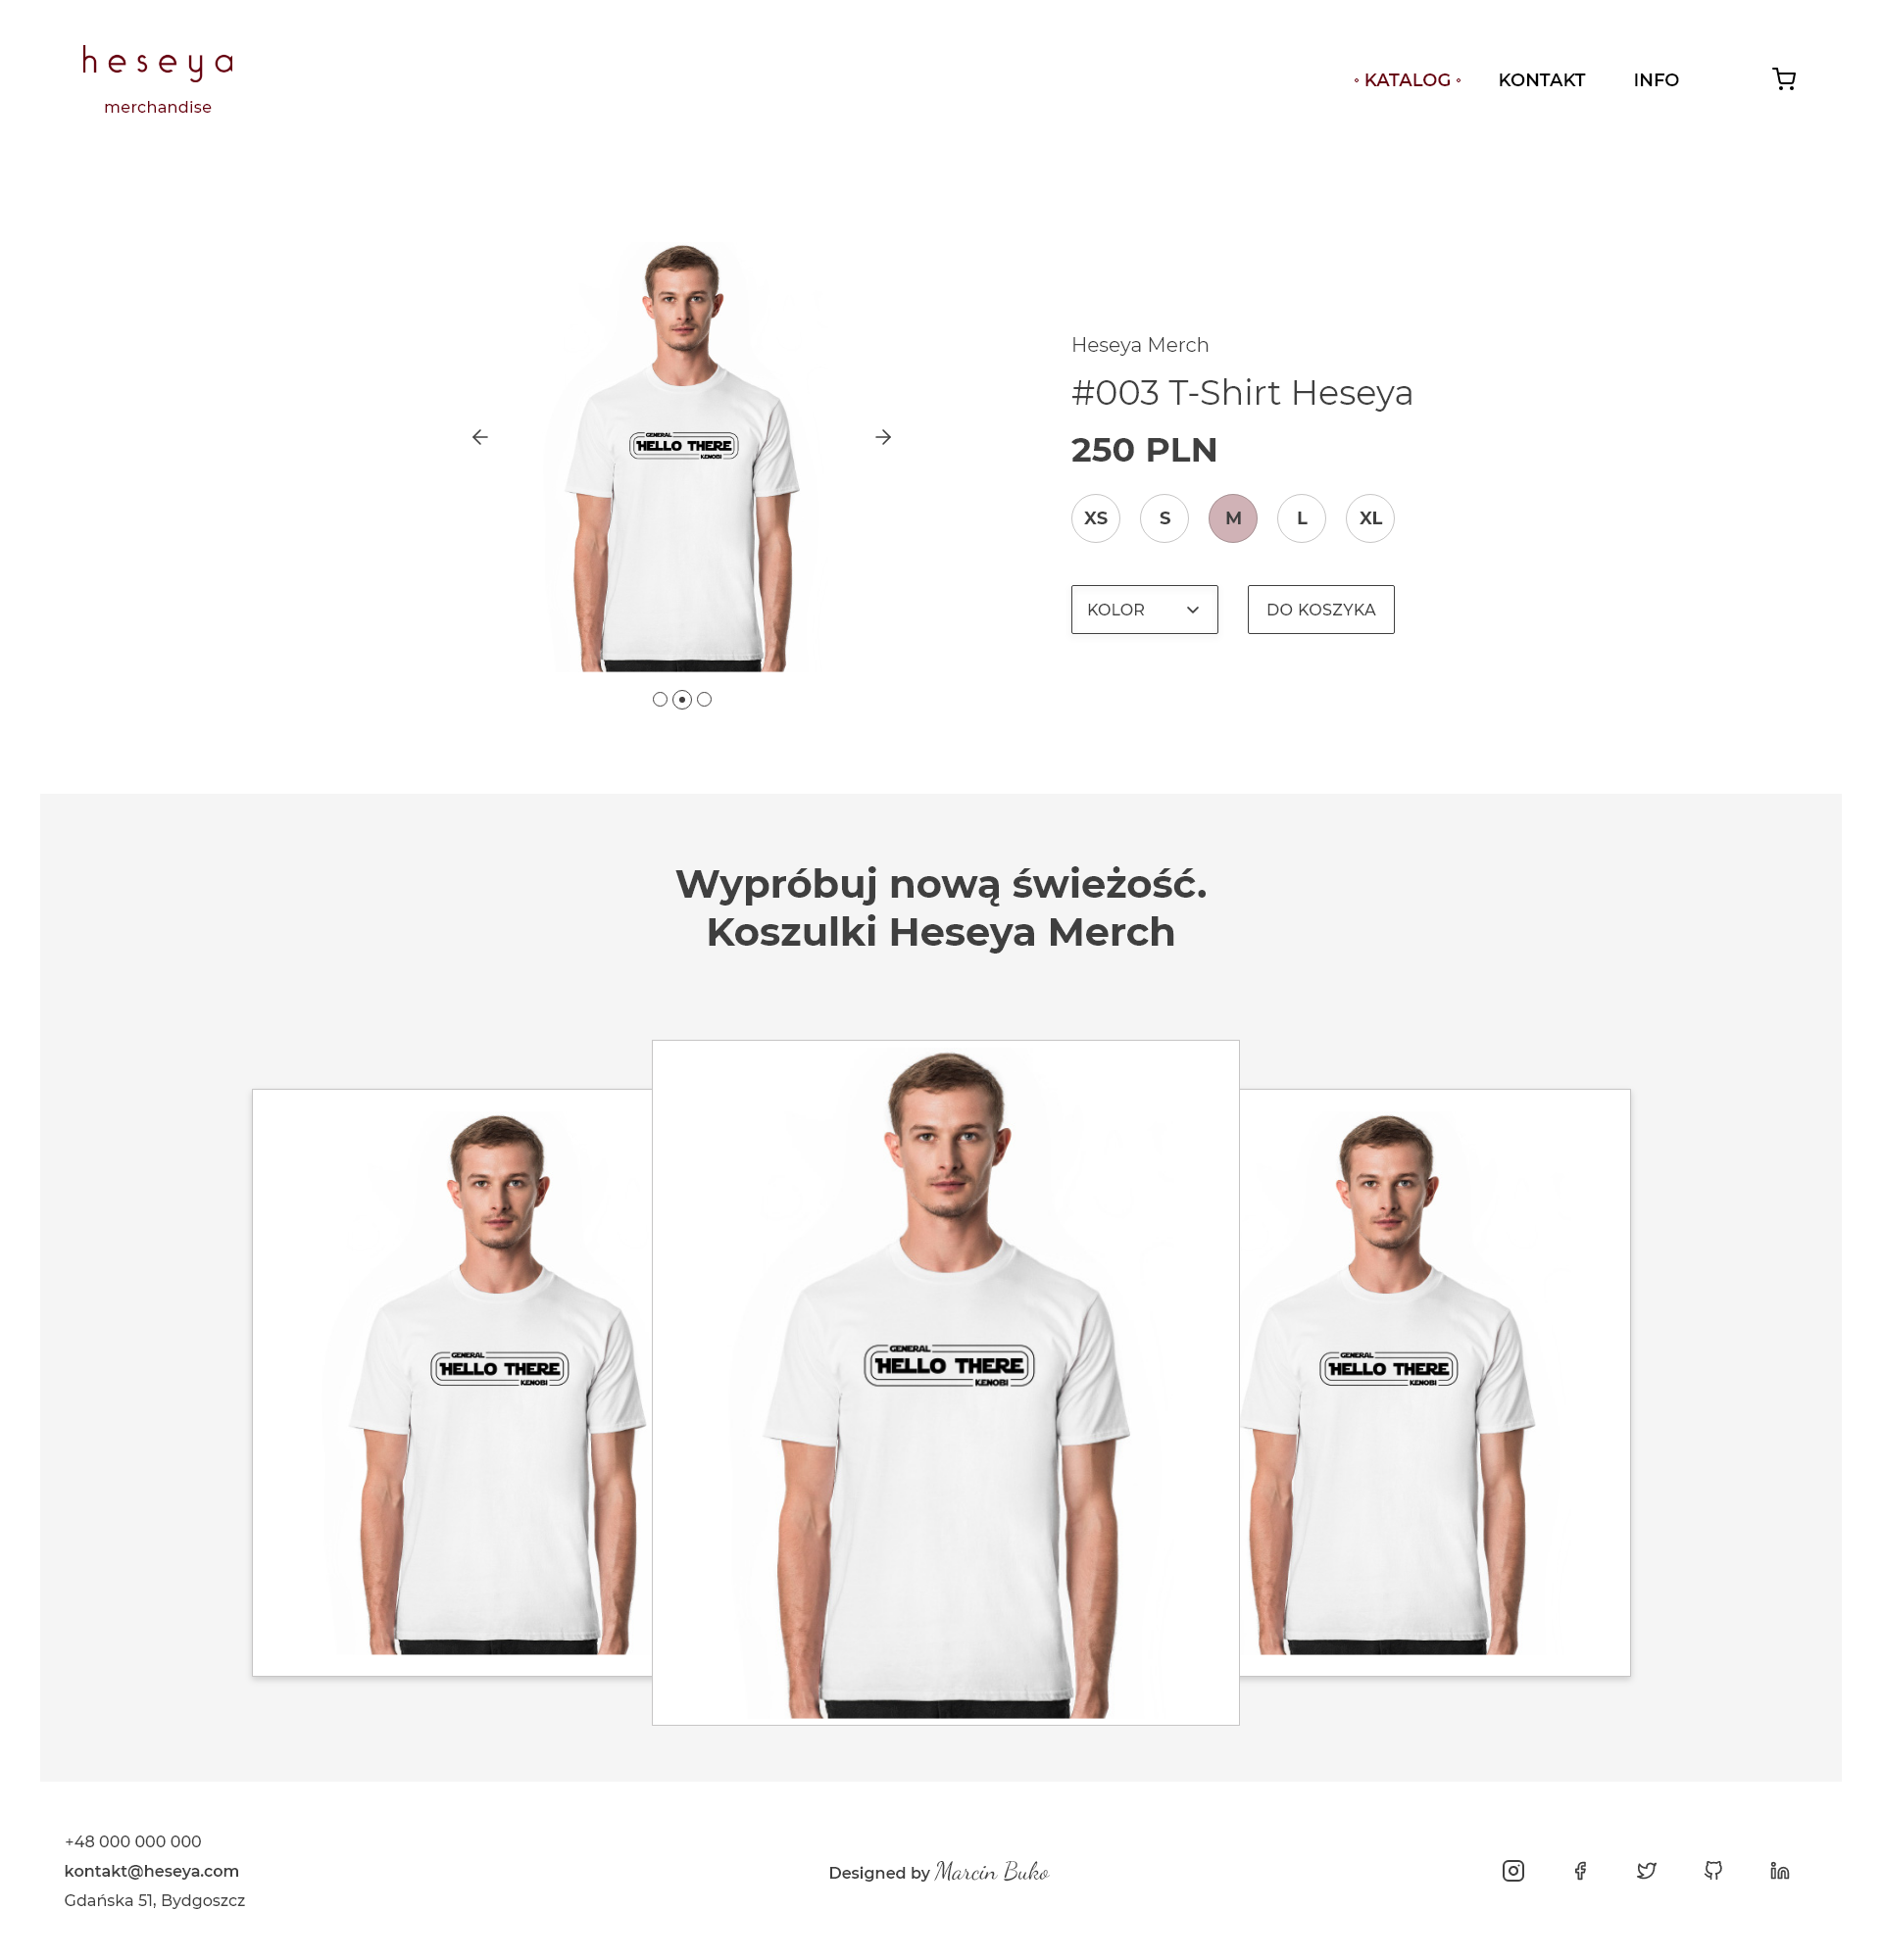 heseya
merchandise
KATALOG
KONTAKT
INFO
GENERAL
HELLO THERE
KENOBI
Heseya Merch
#003 T-Shirt Heseya
250 PLN
XS S M L XL
KOLOR
DO KOSZYKA
Wypróbuj nową świeżość.
Koszulki Heseya Merch
GENERAL
HELLO THERE
KENOBI
GENERAL
HELLO THERE
KENOBI
GENERAL
HELLO THERE
KENOBI
+48 000 000 000
kontakt@heseya.com
Gdańska 51, Bydgoszcz
Designed by Marcin Buko